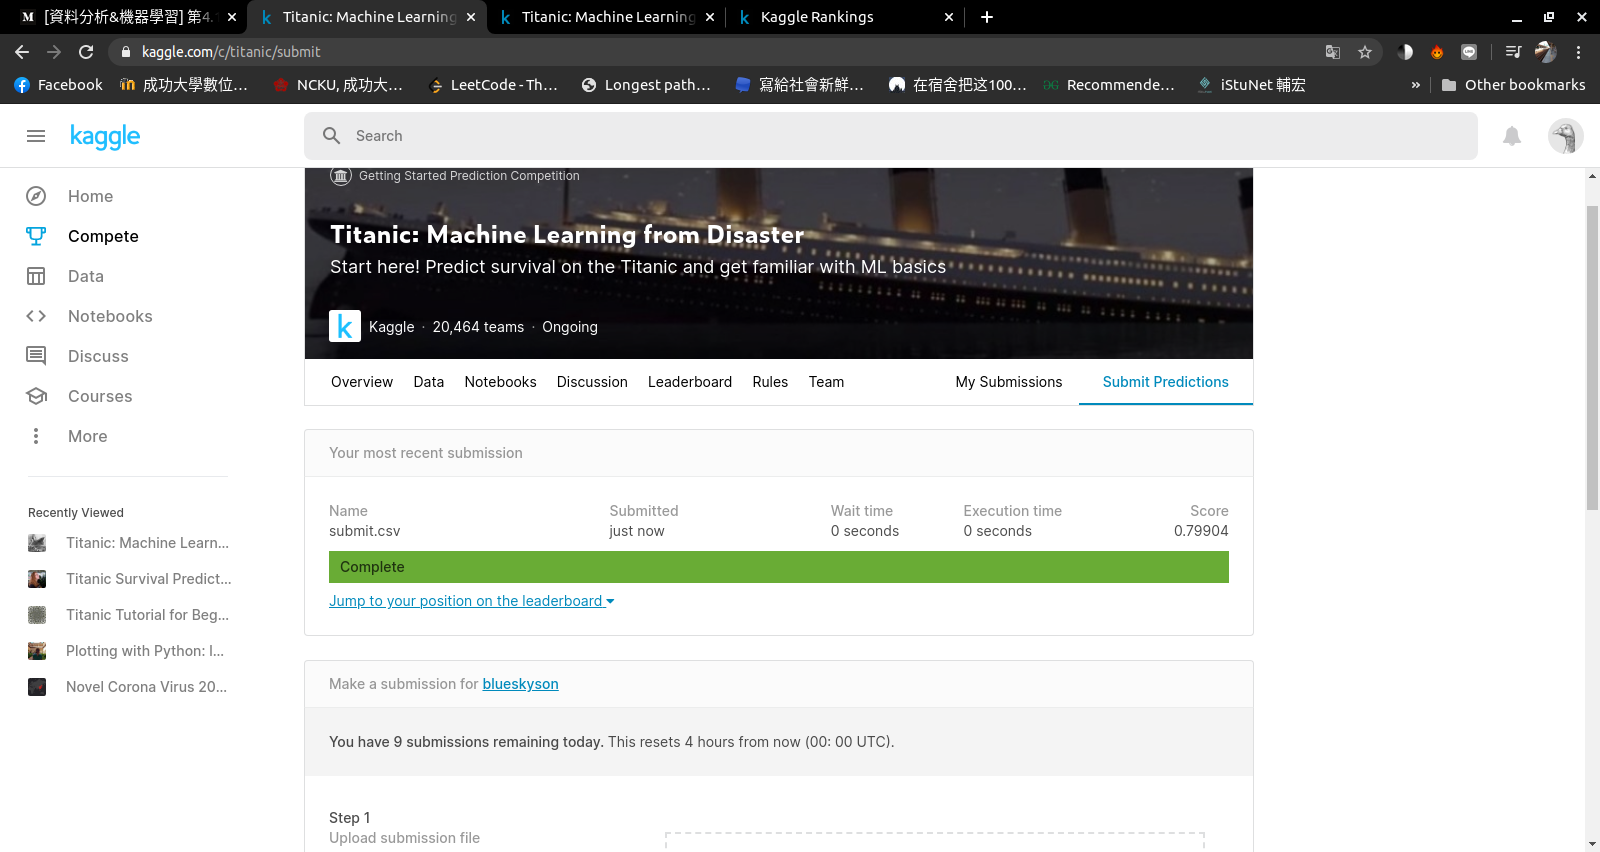 [資料分析&機器學習] 第4.
Titanic: Machine Learning
Titanic: Machine Learning
Kaggle Rankings
kaggle.com/c/titanic/submit
Facebook
成功大學數位…
NCKU, 成功大…
LeetCode - Th…
Longest path…
寫給社會新鮮…
在宿舍把这100…
Recommende…
iStuNet 輔宏
»
Other bookmarks
kaggle
Search
Home
Compete
Data
Notebooks
Discuss
Courses
More
Recently Viewed
Titanic: Machine Learn...
Titanic Survival Predict...
Titanic Tutorial for Beg...
Plotting with Python: I...
Novel Corona Virus 20...
Getting Started Prediction Competition
Titanic: Machine Learning from Disaster
Start here! Predict survival on the Titanic and get familiar with ML basics
k Kaggle · 20,464 teams · Ongoing
Overview Data Notebooks Discussion Leaderboard Rules Team My Submissions Submit Predictions
Your most recent submission
Name Submitted Wait time Execution time Score
submit.csv just now 0 seconds 0 seconds 0.79904
Complete
Jump to your position on the leaderboard
Make a submission for blueskyson
You have 9 submissions remaining today. This resets 4 hours from now (00: 00 UTC).
Step 1
Upload submission file